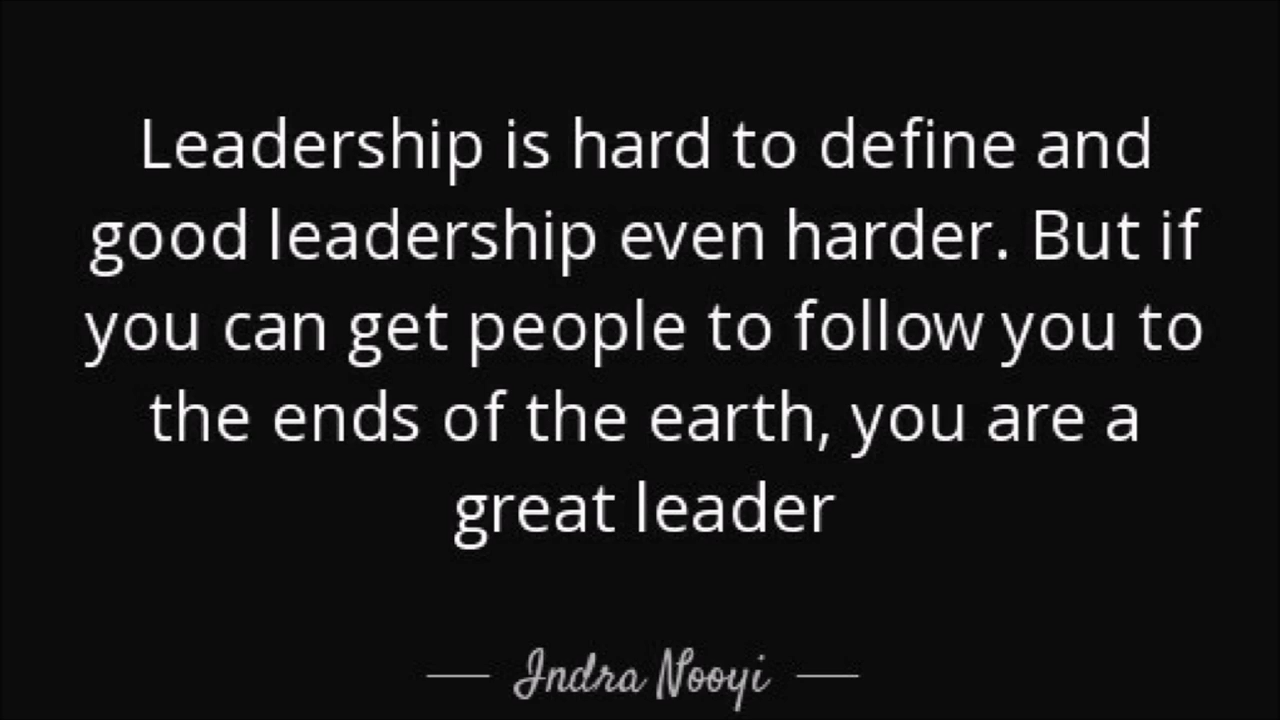 Leadership is hard to define and
good leadership even harder. But if
you can get people to follow you to
the ends of the earth, you are a
great leader
Indra Nooyi